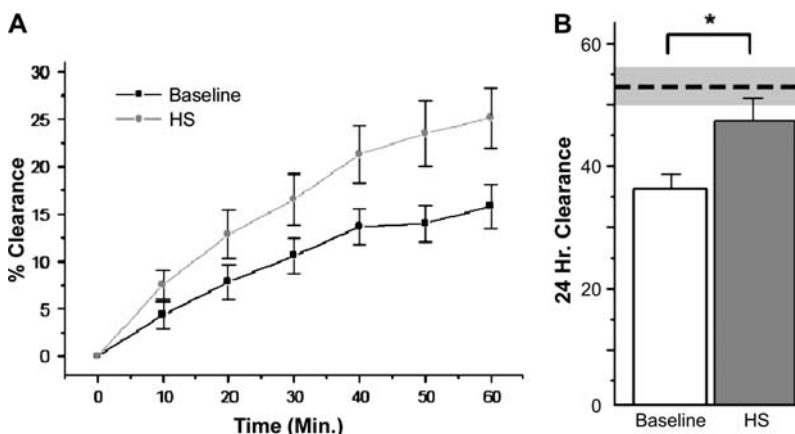 A
% Clearance
30
25
20
15
10
5
0
Baseline
HS
0 10 20 30 40 50 60
Time (Min.)
B
24 Hr. Clearance
60
40
20
0
*
Baseline HS